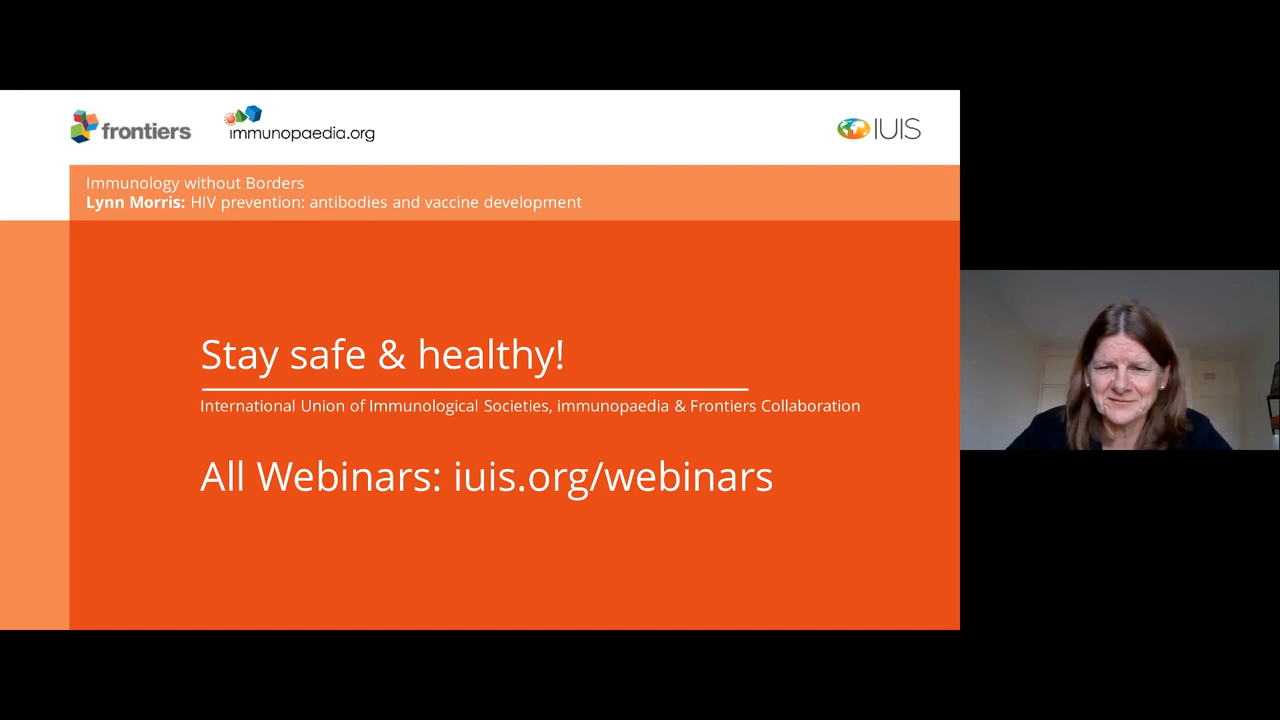 frontiers
immunopaedia.org
IUIS
Immunology without Borders
Lynn Morris: HIV prevention: antibodies and vaccine development
Stay safe & healthy!
International Union of Immunological Societies, immunopaedia & Frontiers Collaboration
All Webinars: iuis.org/webinars